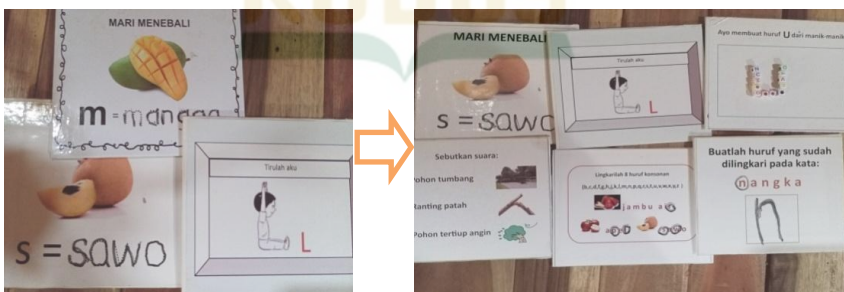 MARI MENEBALI
m = mangga
s = sawo
Tirulah aku
L
MARI MENEBALI
s = sawo
Tirulah aku
L
Ayo membuat huruf U dari manik-manik
Sebutkan suara:
Pohon tumbang
Ranting patah
Pohon tertiup angin
Lingkarilah 8 huruf konsonan
jambu
Buatlah huruf yang sudah
dilingkari pada kata:
nangka
n